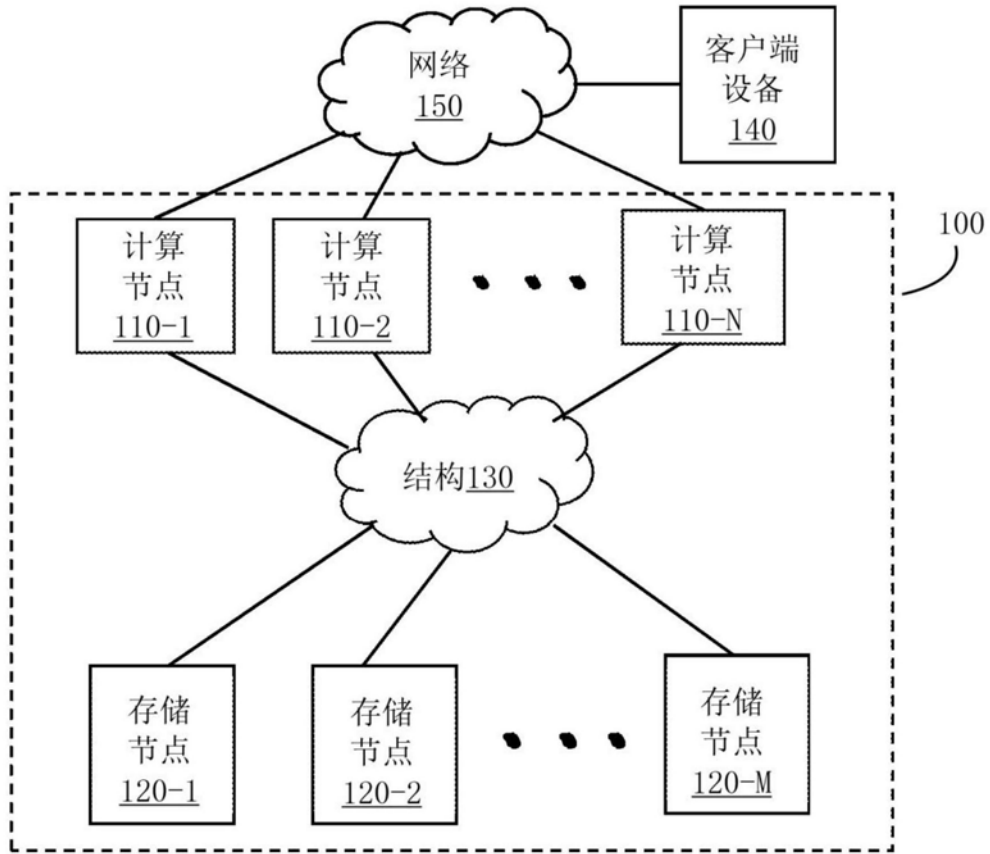 网络
150
客户端
设备
140
100
计算
节点
110-1
计算
节点
110-2
计算
节点
110-N
结构130
存储
节点
120-1
存储
节点
120-2
存储
节点
120-M